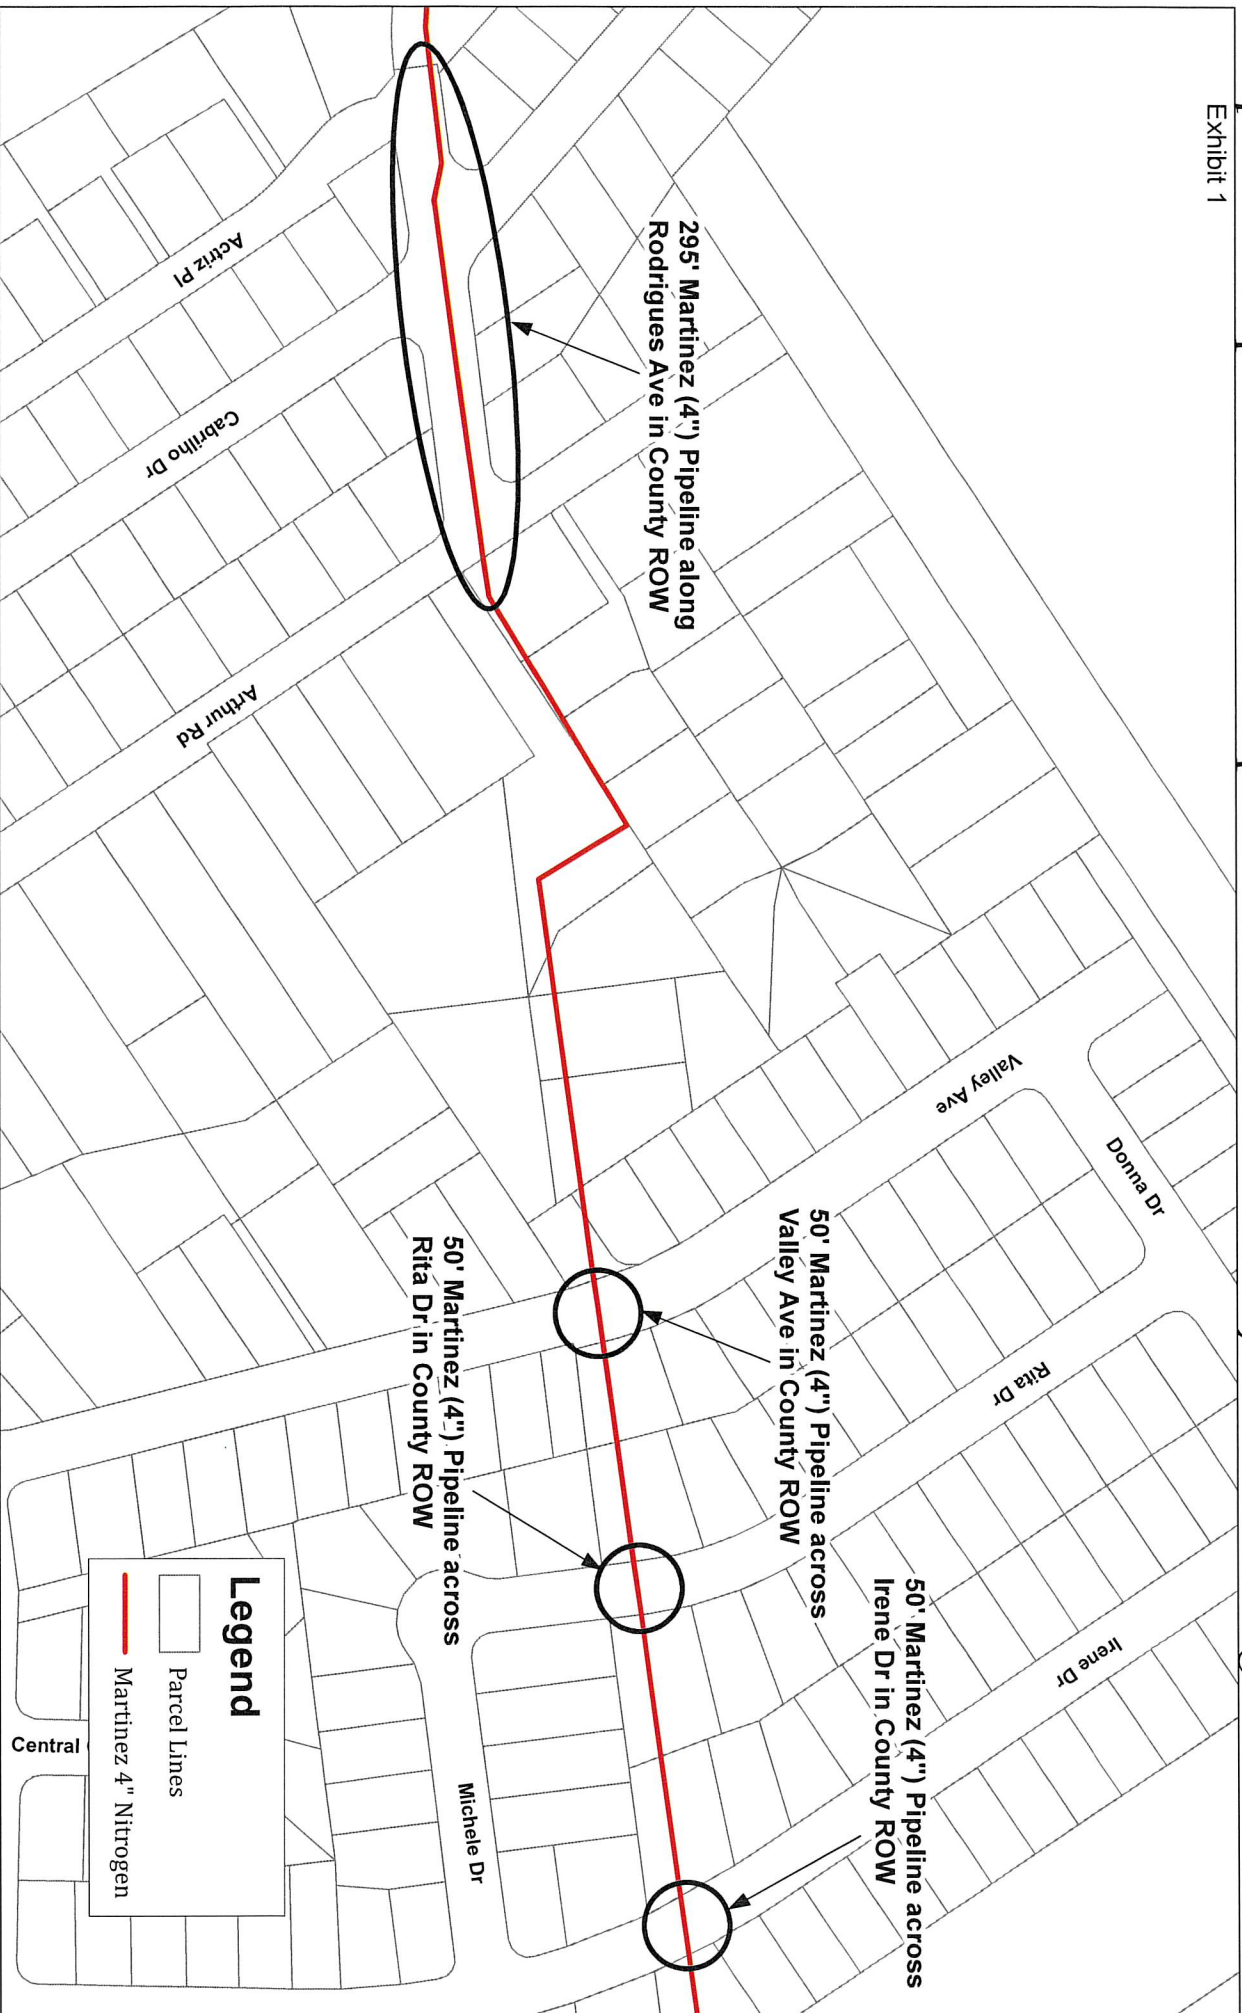 Exhibit 1
295' Martinez (4") Pipeline along
Rodrigues Ave in County ROW
Actriz Pl
Cabrilho Dr
Arthur Rd
Valley Ave
Donna Dr
50' Martinez (4") Pipeline across
Valley Ave in County ROW
50' Martinez (4") Pipeline across
Rita Dr in County ROW
Rita Dr
50' Martinez (4") Pipeline across
Irene Dr in County ROW
Irene Dr
Michele Dr
Central
Legend
Parcel Lines
Martinez 4" Nitrogen